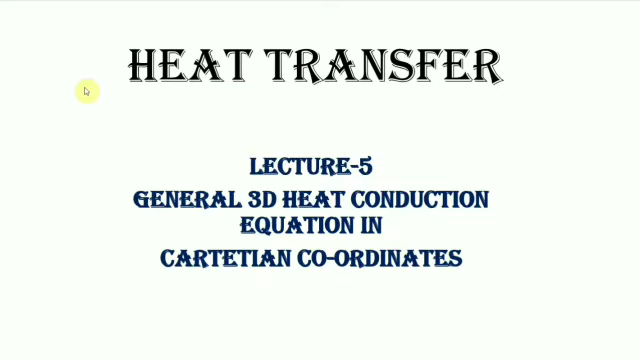 HEAT TRANSFER
LECTURE-5
GENERAL 3D HEAT CONDUCTION
EQUATION IN
CARTETIAN CO-ORDINATES